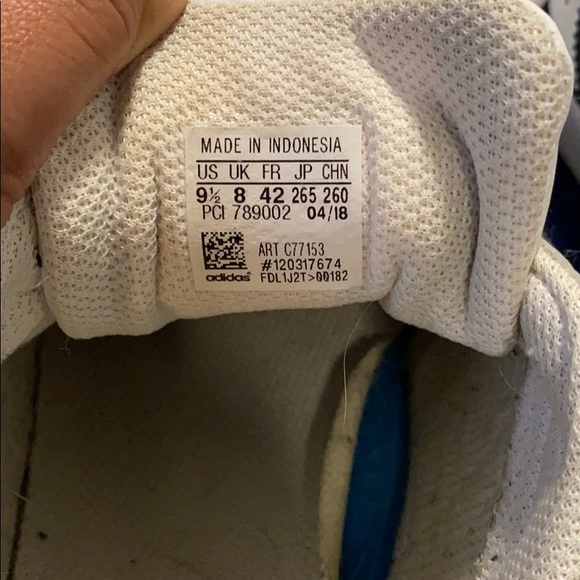 MADE IN INDONESIA
US UK FR JP CHN
9½ 8 42 265 260
PCI 789002 04/18
ART C77153
#120317674
adidas FDL1J2T>00182